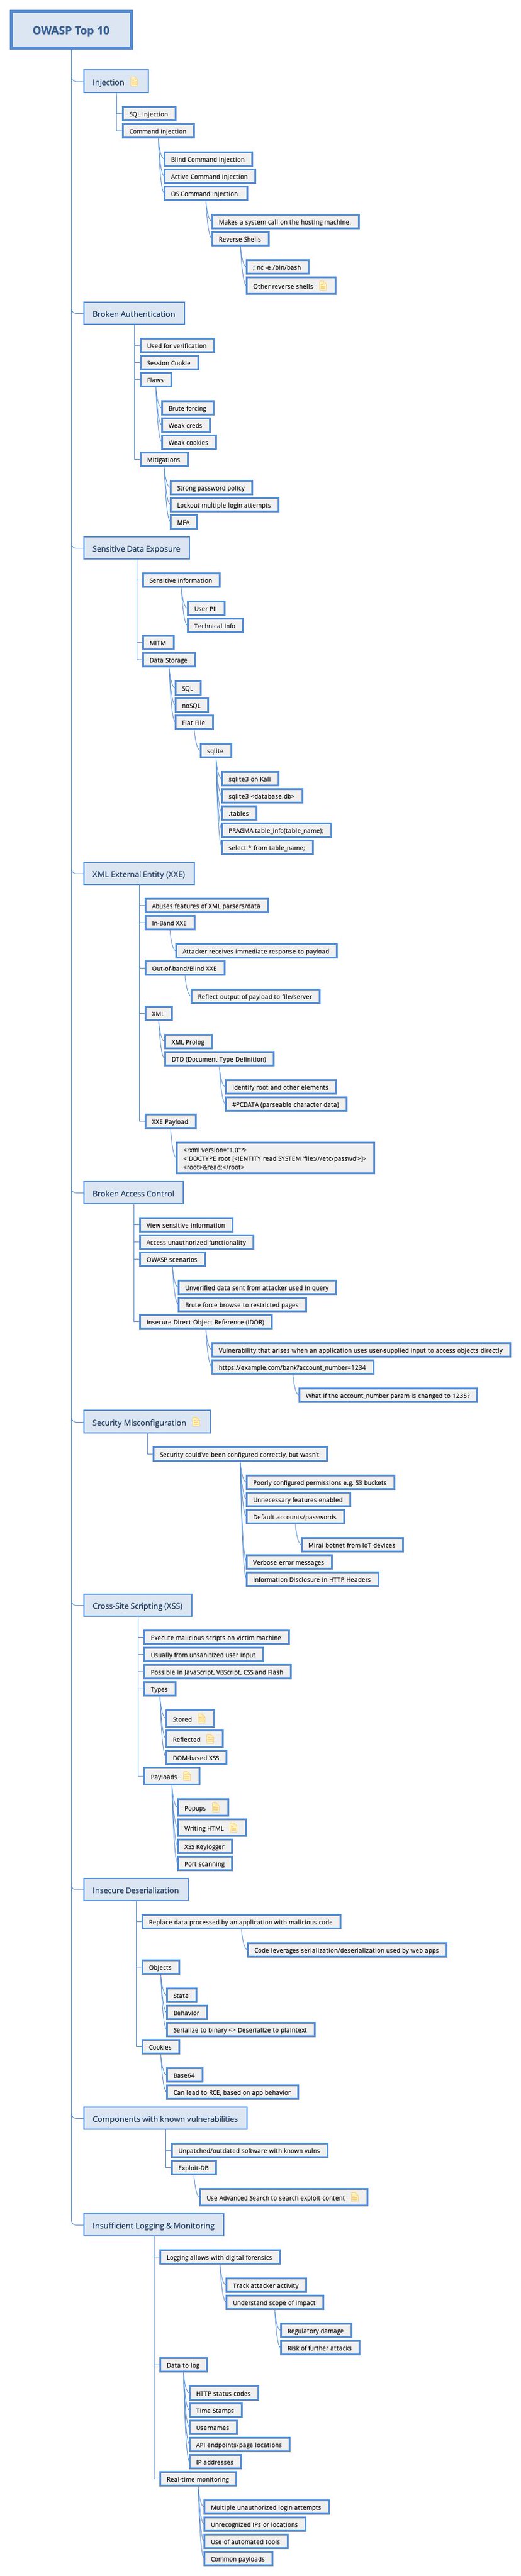 OWASP Top 10
Injection
SQL Injection
Command Injection
Blind Command Injection
Active Command Injection
OS Command Injection
Makes a system call on the hosting machine.
Reverse Shells
; nc -e /bin/bash
Other reverse shells
Broken Authentication
Used for verification
Session Cookie
Flaws
Brute forcing
Weak creds
Weak cookies
Mitigations
Strong password policy
Lockout multiple login attempts
MFA
Sensitive Data Exposure
Sensitive information
User PII
Technical Info
MITM
Data Storage
SQL
noSQL
Flat File
sqlite
sqlite3 on Kali
sqlite3 <database.db>
.tables
PRAGMA table_info(table_name);
select * from table_name;
XML External Entity (XXE)
Abuses features of XML parsers/data
In-Band XXE
Attacker receives immediate response to payload
Out-of-band/Blind XXE
Reflect output of payload to file/server
XML
XML Prolog
DTD (Document Type Definition)
Identify root and other elements
#PCDATA (parseable character data)
XXE Payload
<?xml version="1.0"?>
<!DOCTYPE root [<!ENTITY read SYSTEM 'file:///etc/passwd'>]>
<root>&read;</root>
Broken Access Control
View sensitive information
Access unauthorized functionality
OWASP scenarios
Unverified data sent from attacker used in query
Brute force browse to restricted pages
Insecure Direct Object Reference (IDOR)
Vulnerability that arises when an application uses user-supplied input to access objects directly
https://example.com/bank?account_number=1234
What if the account_number param is changed to 1235?
Security Misconfiguration
Security could've been configured correctly, but wasn't
Poorly configured permissions e.g. S3 buckets
Unnecessary features enabled
Default accounts/passwords
Mirai botnet from IoT devices
Verbose error messages
Information Disclosure in HTTP Headers
Cross-Site Scripting (XSS)
Execute malicious scripts on victim machine
Usually from unsanitized user input
Possible in JavaScript, VBScript, CSS and Flash
Types
Stored
Reflected
DOM-based XSS
Payloads
Popups
Writing HTML
XSS Keylogger
Port scanning
Insecure Deserialization
Replace data processed by an application with malicious code
Code leverages serialization/deserialization used by web apps
Objects
State
Behavior
Serialize to binary <> Deserialize to plaintext
Cookies
Base64
Can lead to RCE, based on app behavior
Components with known vulnerabilities
Unpatched/outdated software with known vulns
Exploit-DB
Use Advanced Search to search exploit content
Insufficient Logging & Monitoring
Logging allows with digital forensics
Track attacker activity
Understand scope of impact
Regulatory damage
Risk of further attacks
Data to log
HTTP status codes
Time Stamps
Usernames
API endpoints/page locations
IP addresses
Real-time monitoring
Multiple unauthorized login attempts
Unrecognized IPs or locations
Use of automated tools
Common payloads